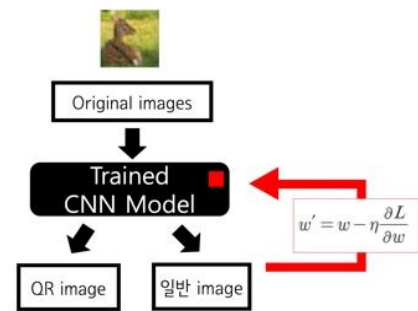 Original images
Trained
CNN Model
w′ = w − η ∂L/∂w
QR image
일반 image